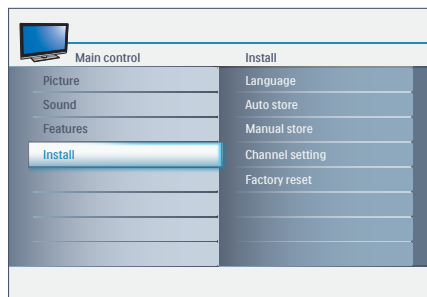 Main control
Install
Picture
Language
Sound
Auto store
Features
Manual store
Install
Channel setting
Factory reset